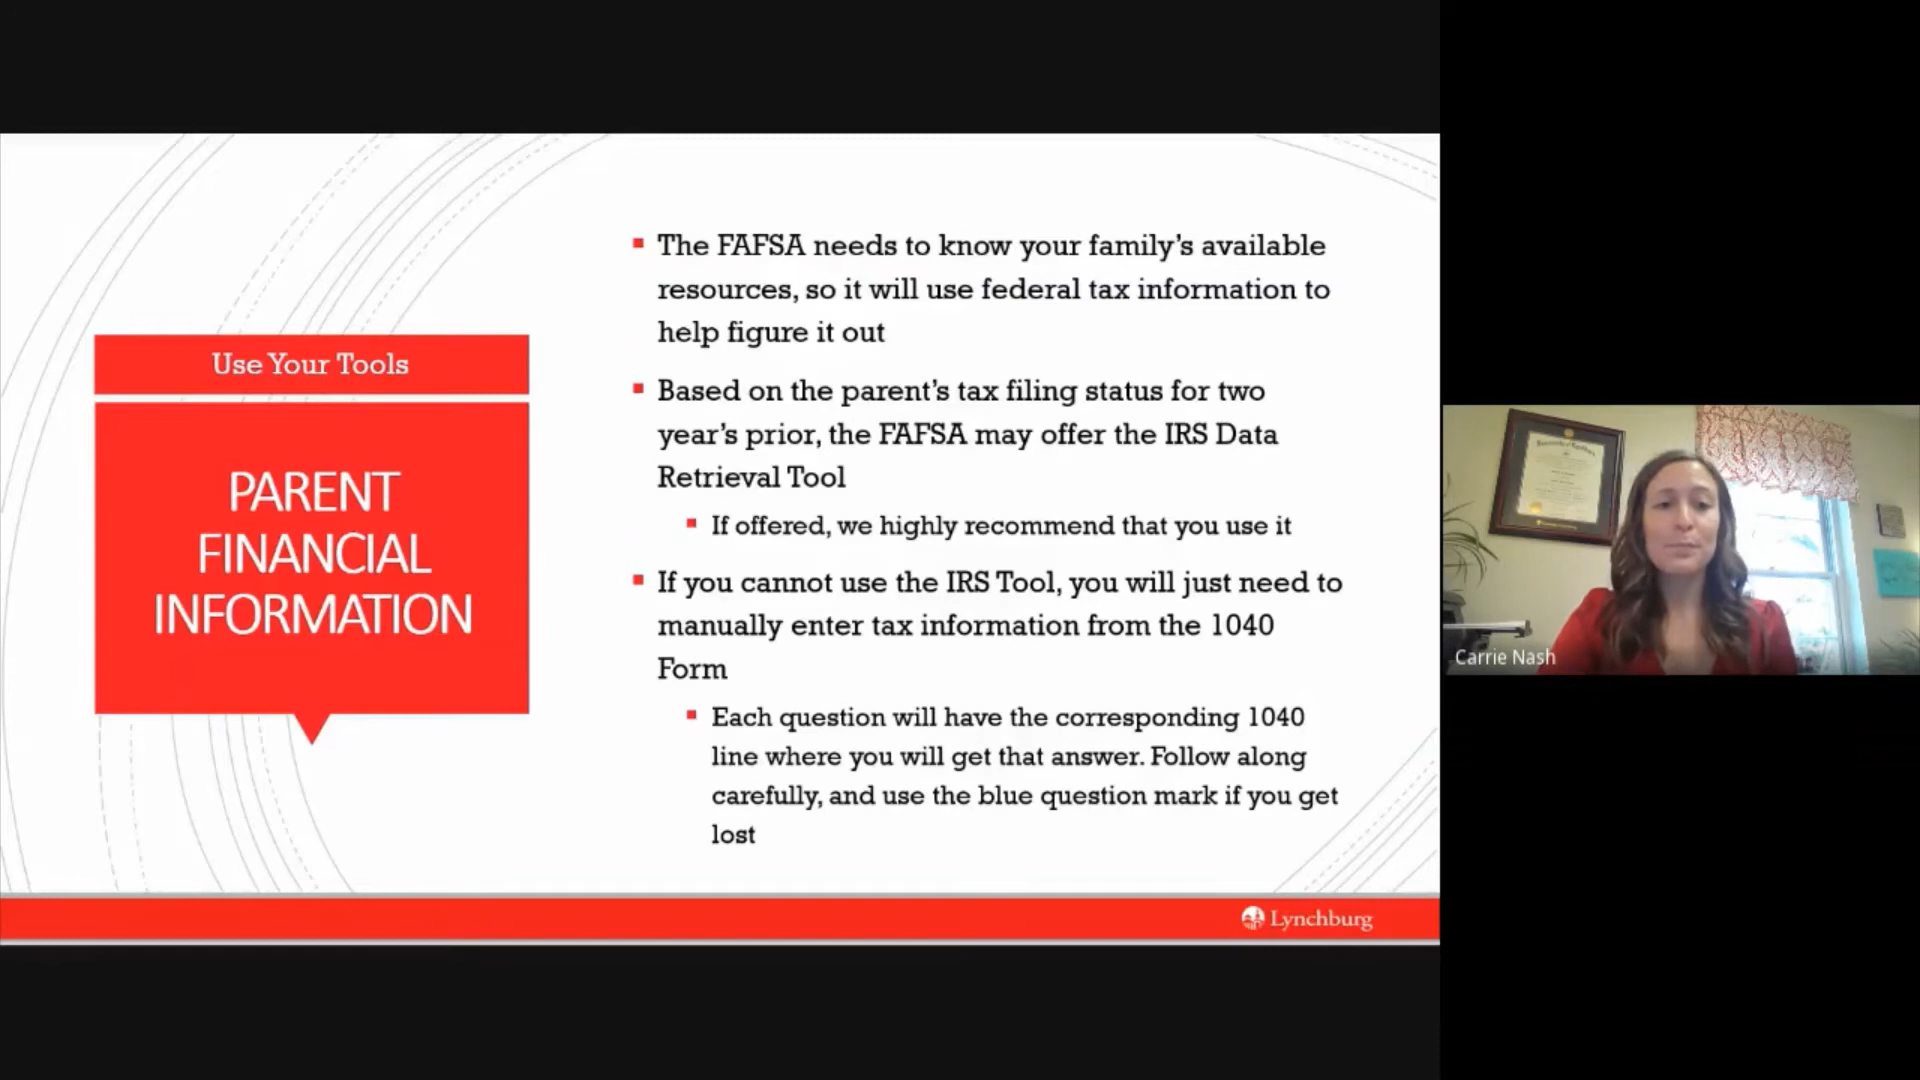 Use Your Tools
PARENT
FINANCIAL
INFORMATION
The FAFSA needs to know your family's available
resources, so it will use federal tax information to
help figure it out
Based on the parent's tax filing status for two
year's prior, the FAFSA may offer the IRS Data
Retrieval Tool
If offered, we highly recommend that you use it
If you cannot use the IRS Tool, you will just need to
manually enter tax information from the 1040
Form
Each question will have the corresponding 1040
line where you will get that answer. Follow along
carefully, and use the blue question mark if you get
lost
Lynchburg
Carrie Nash